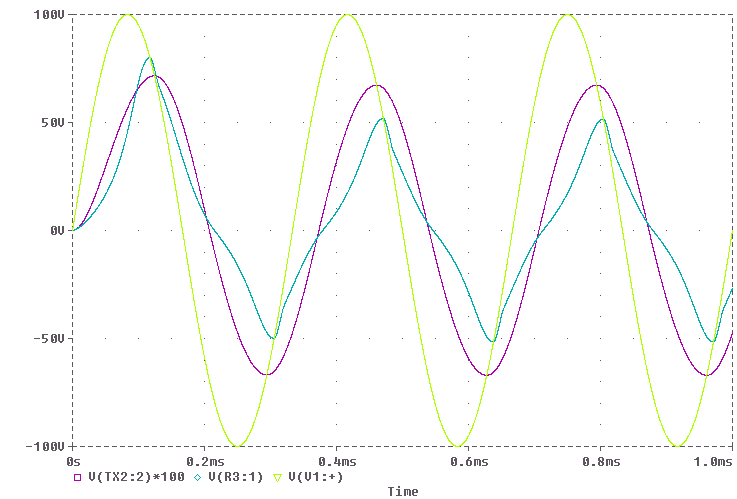 100V
50V
0V
-50V
-100V
0s 0.2ms 0.4ms 0.6ms 0.8ms 1.0ms
V(TX2:2)*100 V(R3:1) V(V1:+)
Time